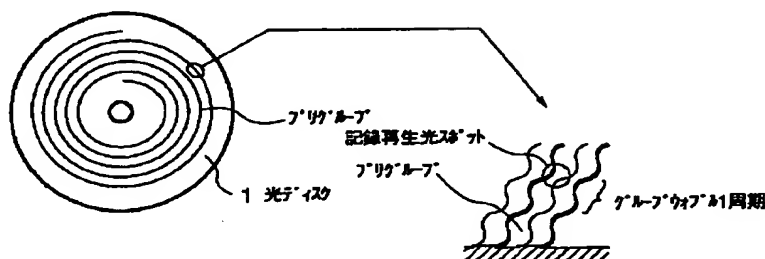 プリグルーブ
1 光ディスク
記録再生光スポット
プリグルーブ
グルーブウォブル1周期